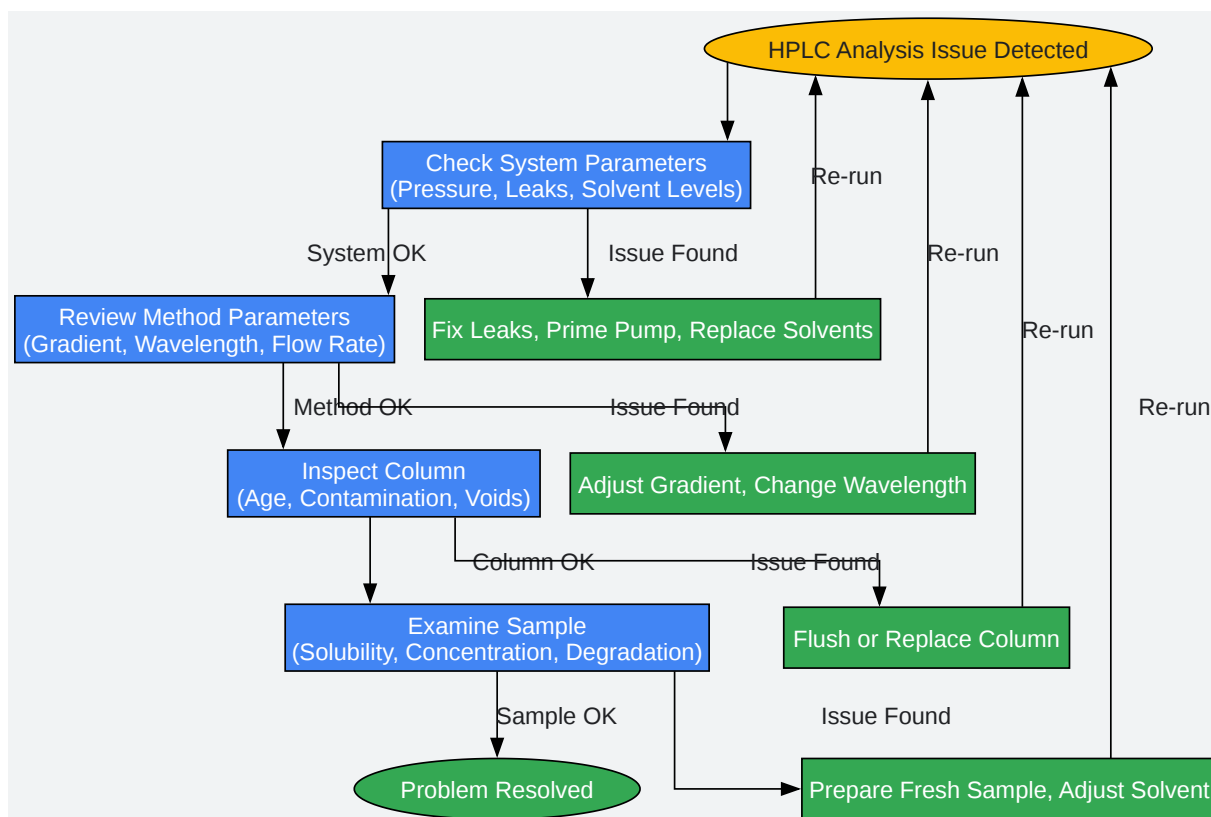 HPLC Analysis Issue Detected
Check System Parameters
(Pressure, Leaks, Solvent Levels)
Re-run
System OK
Issue Found
Re-run
Review Method Parameters
(Gradient, Wavelength, Flow Rate)
Fix Leaks, Prime Pump, Replace Solvents
Re-run
Method OK
Issue Found
Re-run
Inspect Column
(Age, Contamination, Voids)
Adjust Gradient, Change Wavelength
Column OK
Issue Found
Examine Sample
(Solubility, Concentration, Degradation)
Flush or Replace Column
Sample OK
Issue Found
Problem Resolved
Prepare Fresh Sample, Adjust Solvent